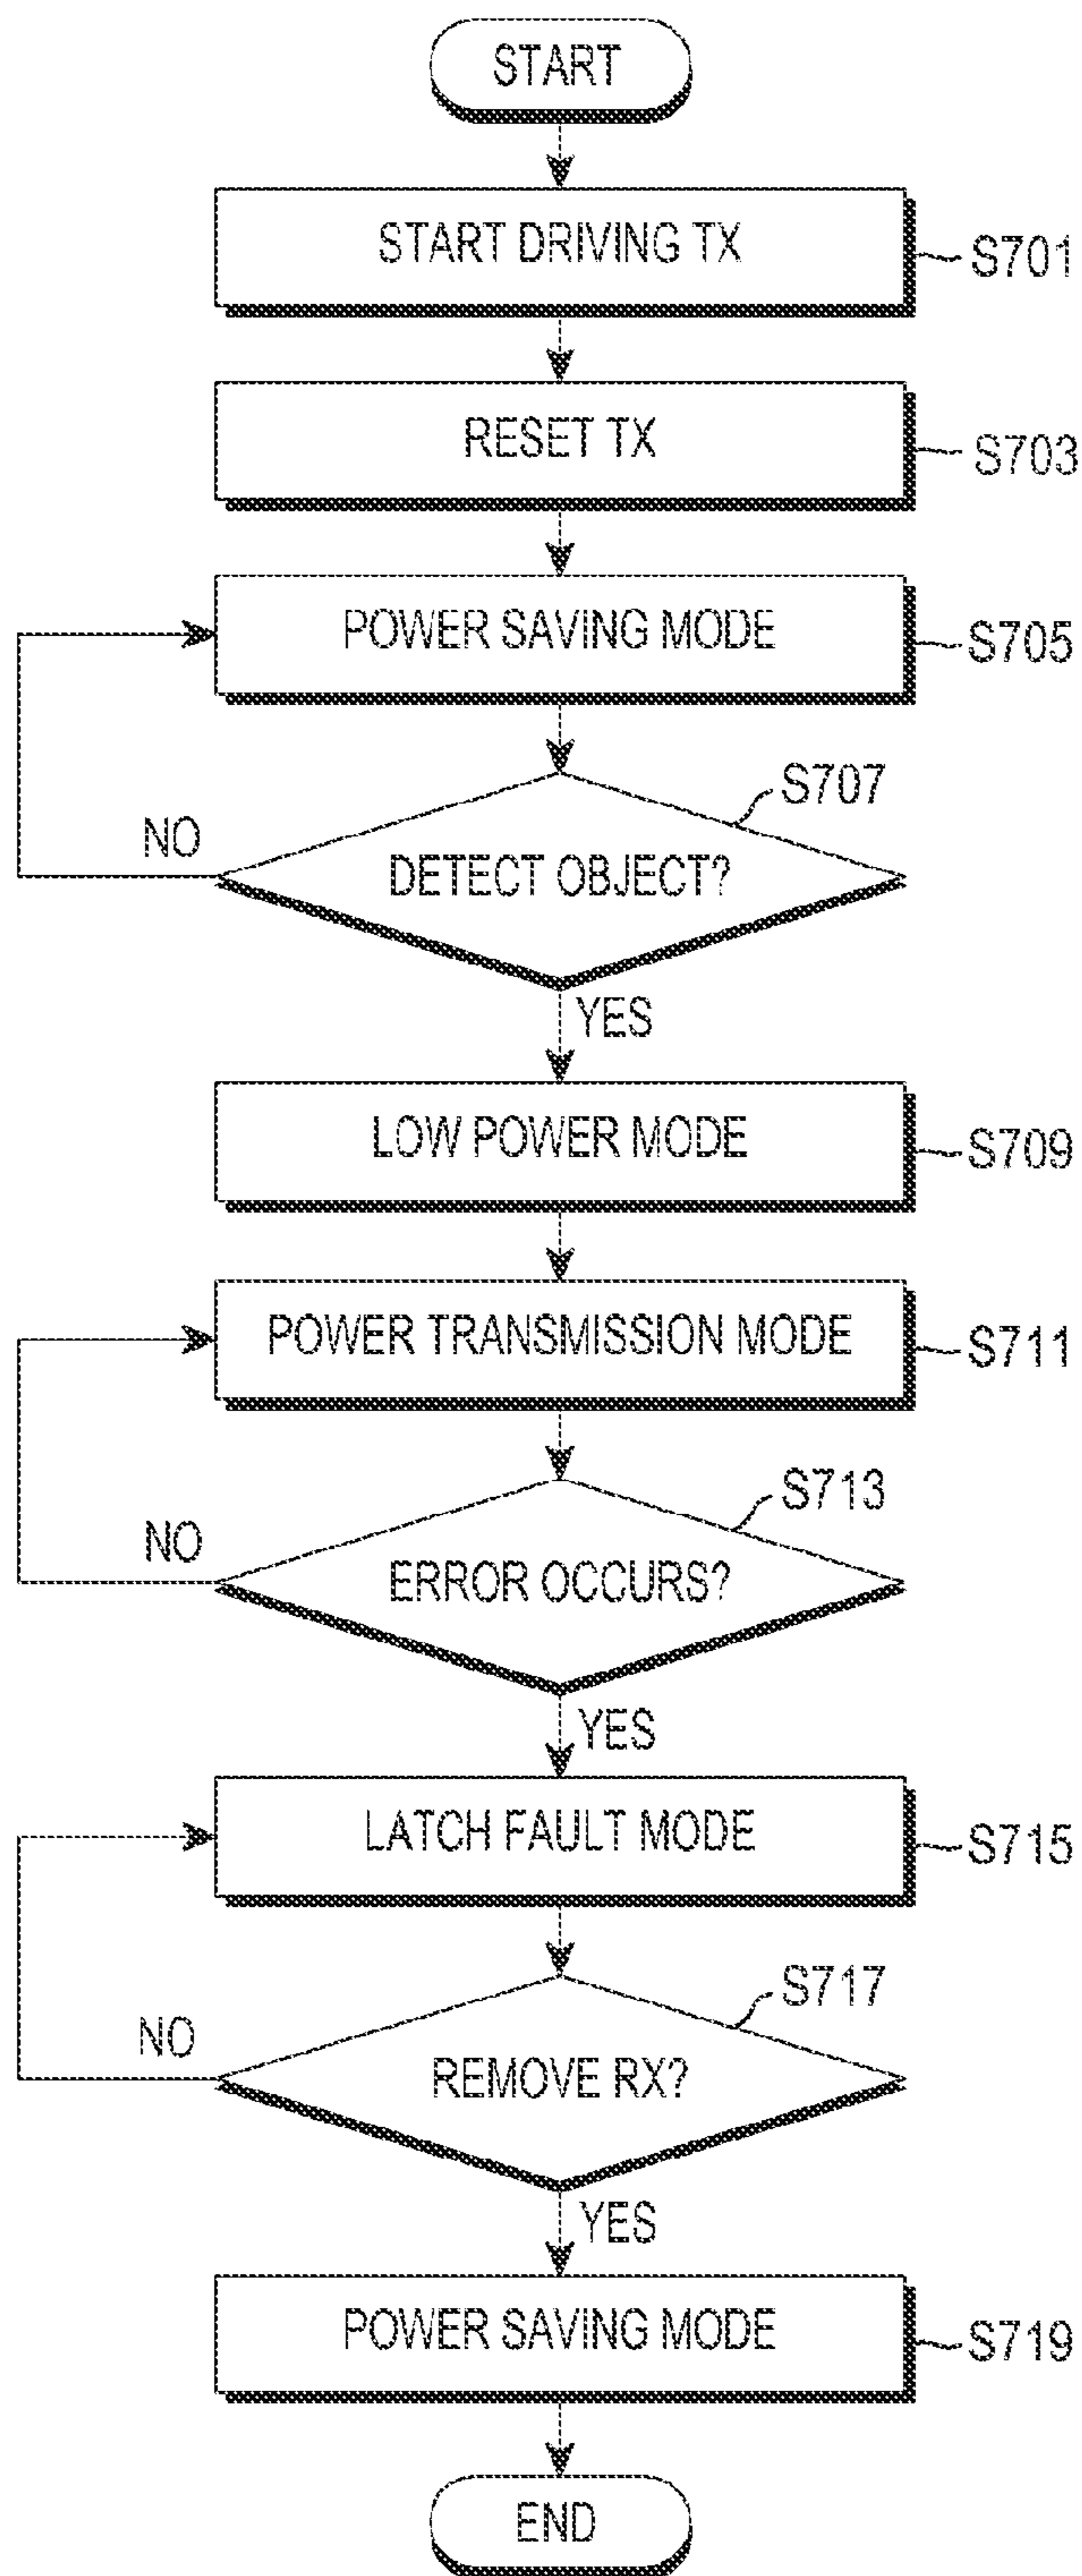 START
START DRIVING TX
S701
RESET TX
S703
POWER SAVING MODE
S705
S707
NO
DETECT OBJECT?
YES
LOW POWER MODE
S709
POWER TRANSMISSION MODE
S711
S713
NO
ERROR OCCURS?
YES
LATCH FAULT MODE
S715
S717
NO
REMOVE RX?
YES
POWER SAVING MODE
S719
END